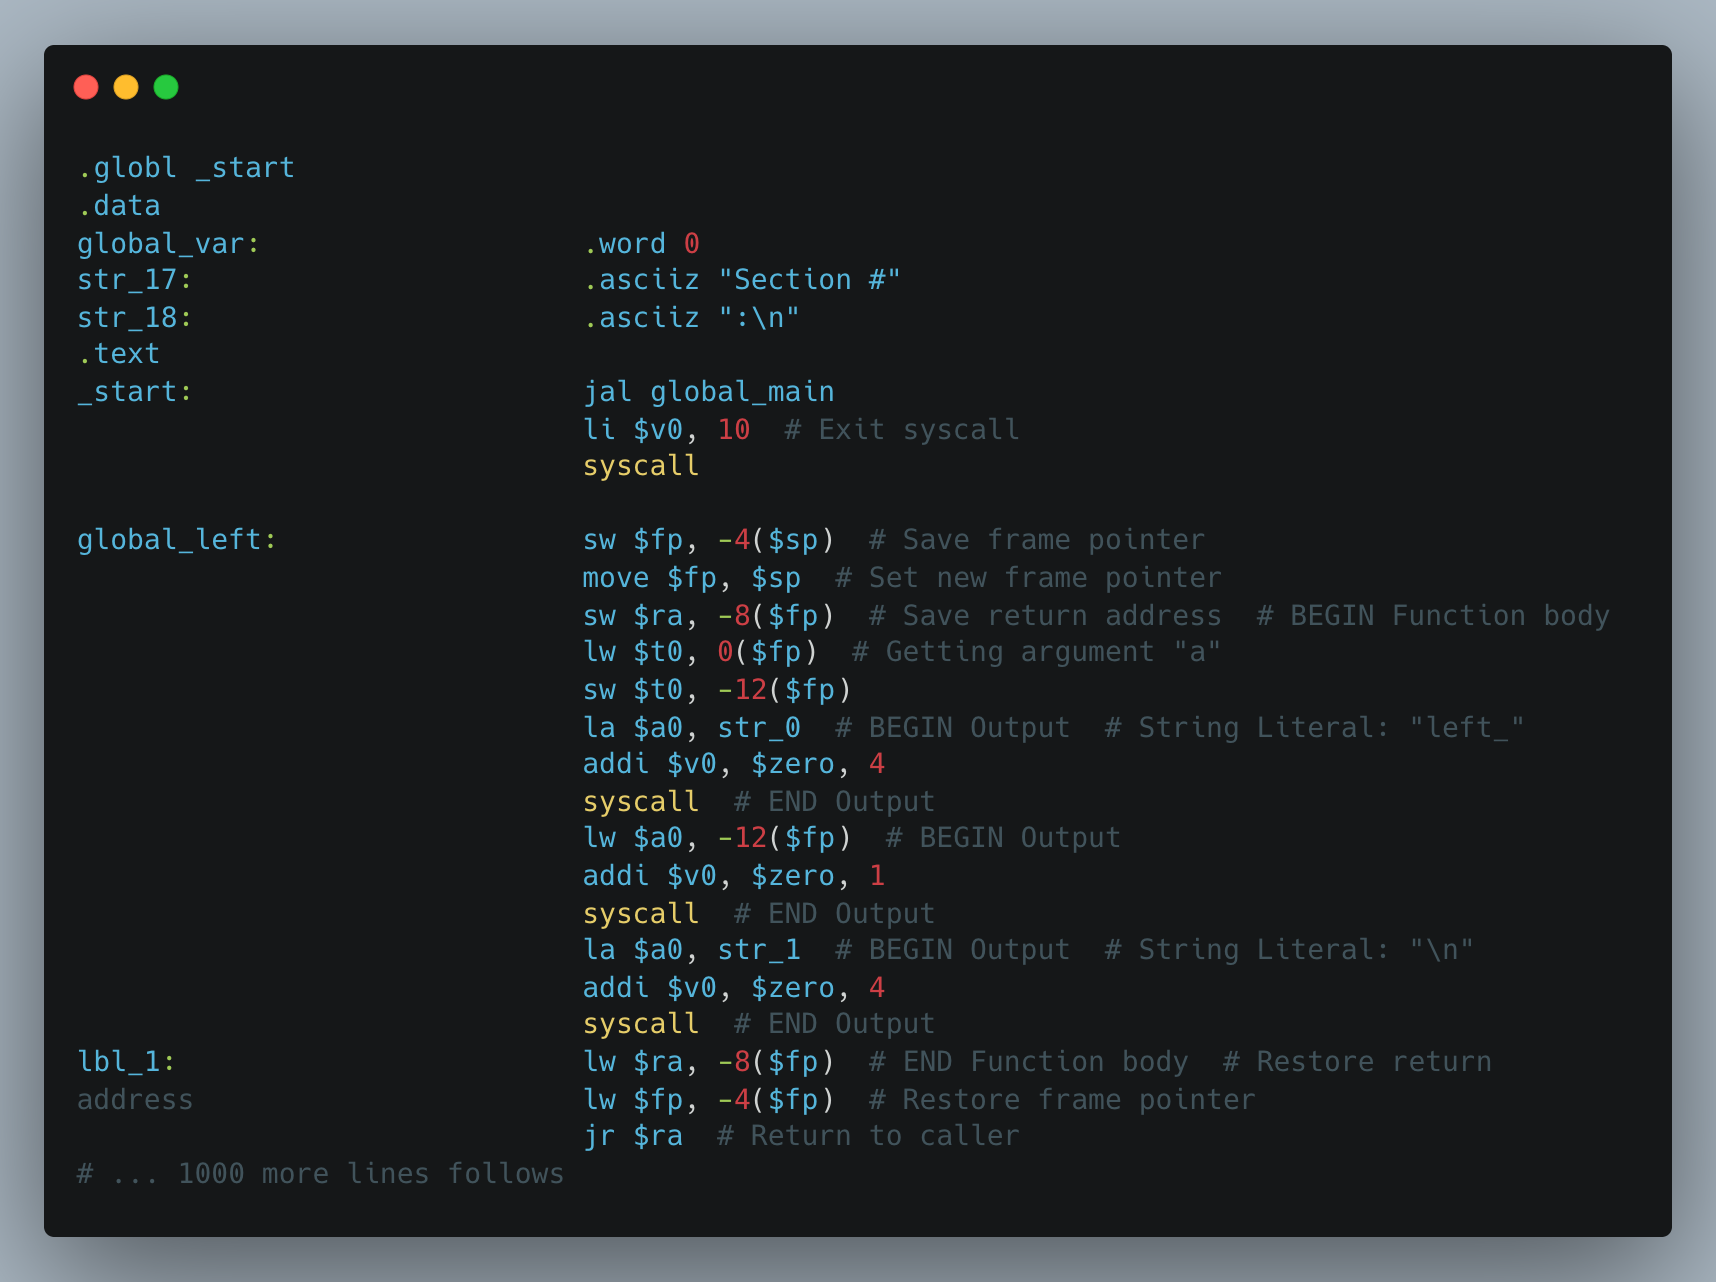 .globl _start
.data
global_var:                   .word 0
str_17:                       .asciiz "Section #"
str_18:                       .asciiz ":\n"
.text
_start:                       jal global_main
                              li $v0, 10  # Exit syscall
                              syscall

global_left:                  sw $fp, -4($sp)  # Save frame pointer
                              move $fp, $sp  # Set new frame pointer
                              sw $ra, -8($fp)  # Save return address  # BEGIN Function body
                              lw $t0, 0($fp)  # Getting argument "a"
                              sw $t0, -12($fp)
                              la $a0, str_0  # BEGIN Output  # String Literal: "left_"
                              addi $v0, $zero, 4
                              syscall  # END Output
                              lw $a0, -12($fp)  # BEGIN Output
                              addi $v0, $zero, 1
                              syscall  # END Output
                              la $a0, str_1  # BEGIN Output  # String Literal: "\n"
                              addi $v0, $zero, 4
                              syscall  # END Output
lbl_1:                        lw $ra, -8($fp)  # END Function body  # Restore return
address                       lw $fp, -4($fp)  # Restore frame pointer
                              jr $ra  # Return to caller
# ... 1000 more lines follows